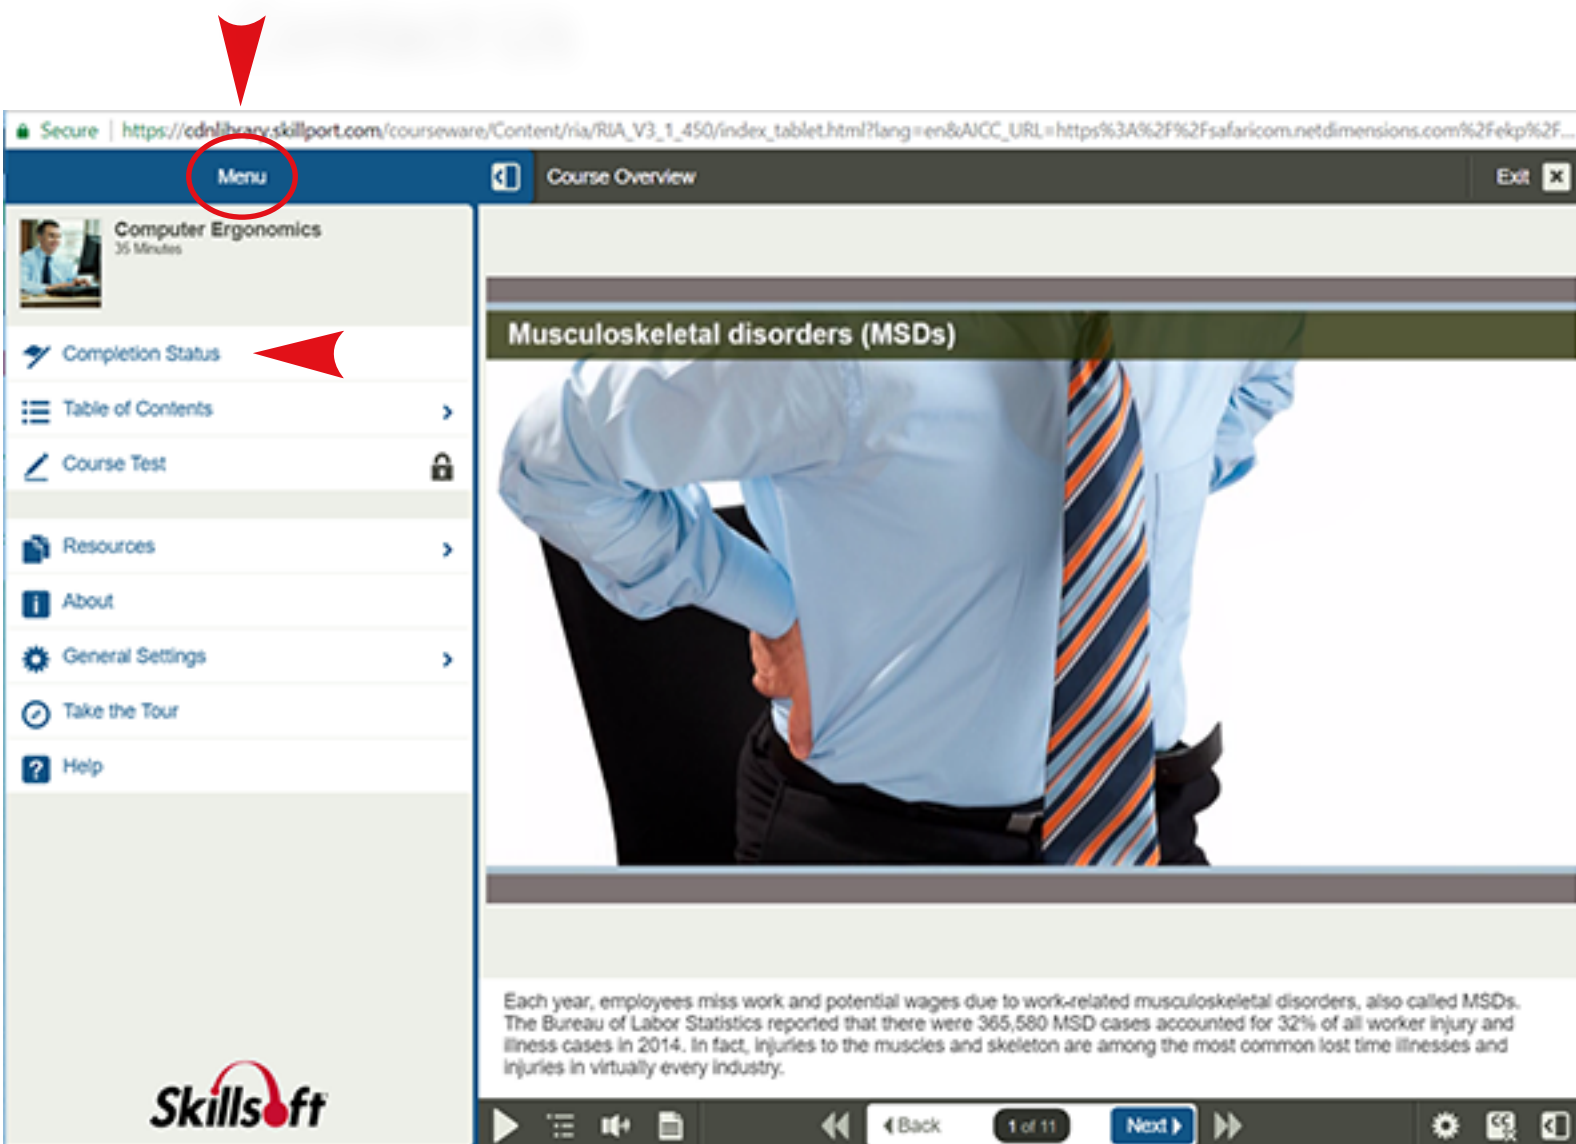 Secure | https://cdnlibrary.skillport.com/courseware/Content/ria/RIA_V3_1_450/index_tablet.html?lang=en&AICC_URL=https%3A%2F%2Fsafaricom.netdimensions.com%2Fekp%2F...
Menu
Course Overview
Exit
Computer Ergonomics
35 Minutes
Completion Status
Table of Contents
Course Test
Resources
About
General Settings
Take the Tour
Help
Skillsoft
Musculoskeletal disorders (MSDs)
Each year, employees miss work and potential wages due to work-related musculoskeletal disorders, also called MSDs.
The Bureau of Labor Statistics reported that there were 365,580 MSD cases accounted for 32% of all worker injury and
illness cases in 2014. In fact, injuries to the muscles and skeleton are among the most common lost time illnesses and
injuries in virtually every industry.
Back
1 of 11
Next